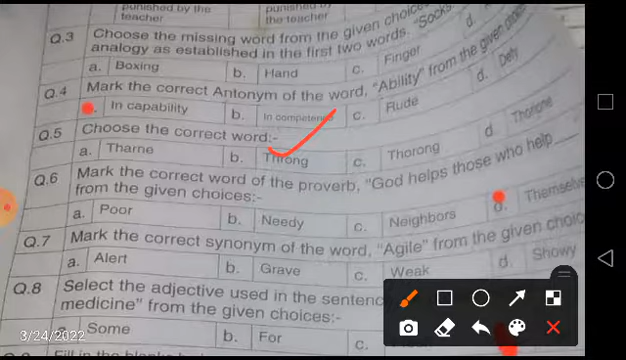 punished by the punished by
teacher the teacher
Q.3 Choose the missing word from the given choice "Socks
analogy as established in the first two words.
a. Boxing b. Hand c. Finger d.
Q.4 Mark the correct Antonym of the word, "Ability" from the given
In capability b. In competence c. Rude d. Defy
Q.5 Choose the correct word:-
a. Tharne b. Throng c. Thorong d
Q.6 Mark the correct word of the proverb, "God helps those who help
from the given choices:-
a. Poor b. Needy c. Neighbors d. Themselve
Q.7 Mark the correct synonym of the word, "Agile" from the given choic
a. Alert b. Grave c. Weak d. Showy
Q.8 Select the adjective used in the sentenc
medicine" from the given choices:-
3/24/2022 Some b. For